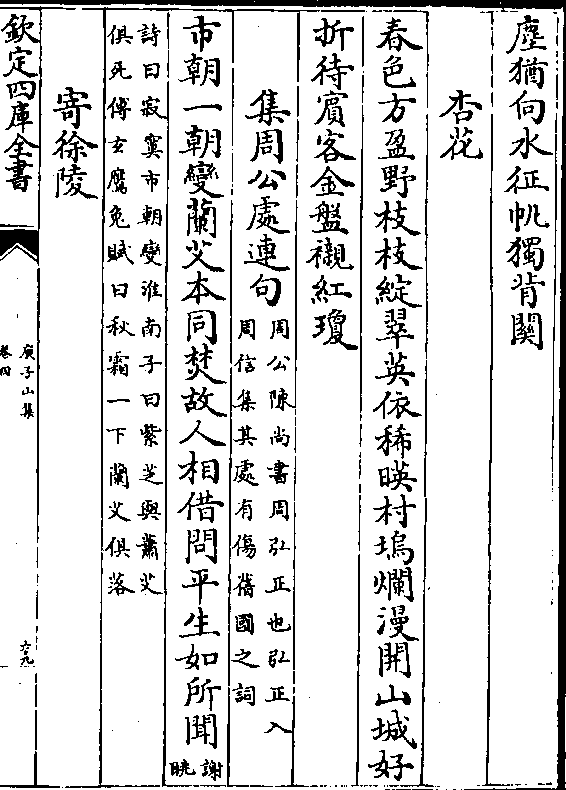 塵猶向水征帆獨背關
杏花
春色方盈野枝枝綻翠英依稀暎村塢爛漫開山城好
折待賓客金盤襯紅瓊
集周公處連句
周公陳尚書周弘正也弘正入
周信集其處有傷舊國之詞
市朝一朝變蘭艾本同焚故人相借問平生如所聞
謝
眺
詩曰寂寞市朝變淮南子曰紫芝與蕭艾
俱死傅玄鷹兔賦曰秋霜一下蘭艾俱落
寄徐陵
欽定四庫全書
庾子山集
卷四
六九